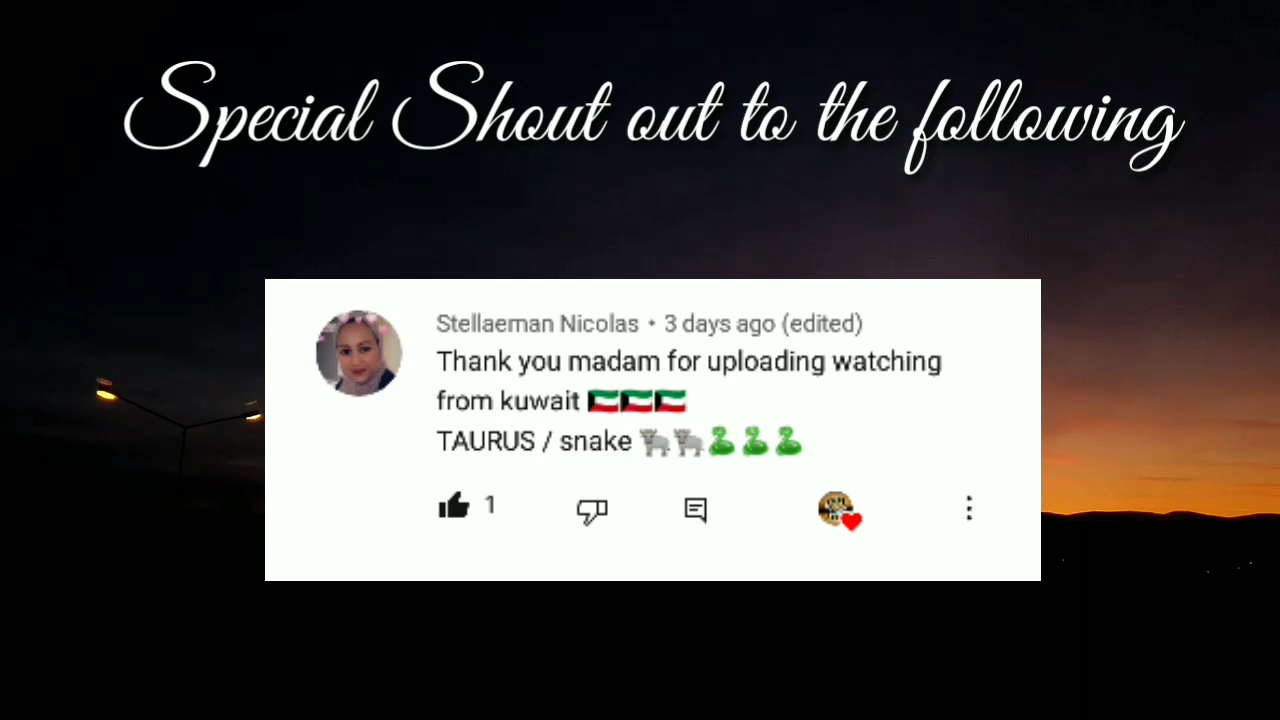 Special Shout out to the following
Stellaeman Nicolas • 3 days ago (edited)
Thank you madam for uploading watching
from kuwait 🇰🇼🇰🇼🇰🇼
TAURUS / snake 🐏🐏🐍🐍🐍
1